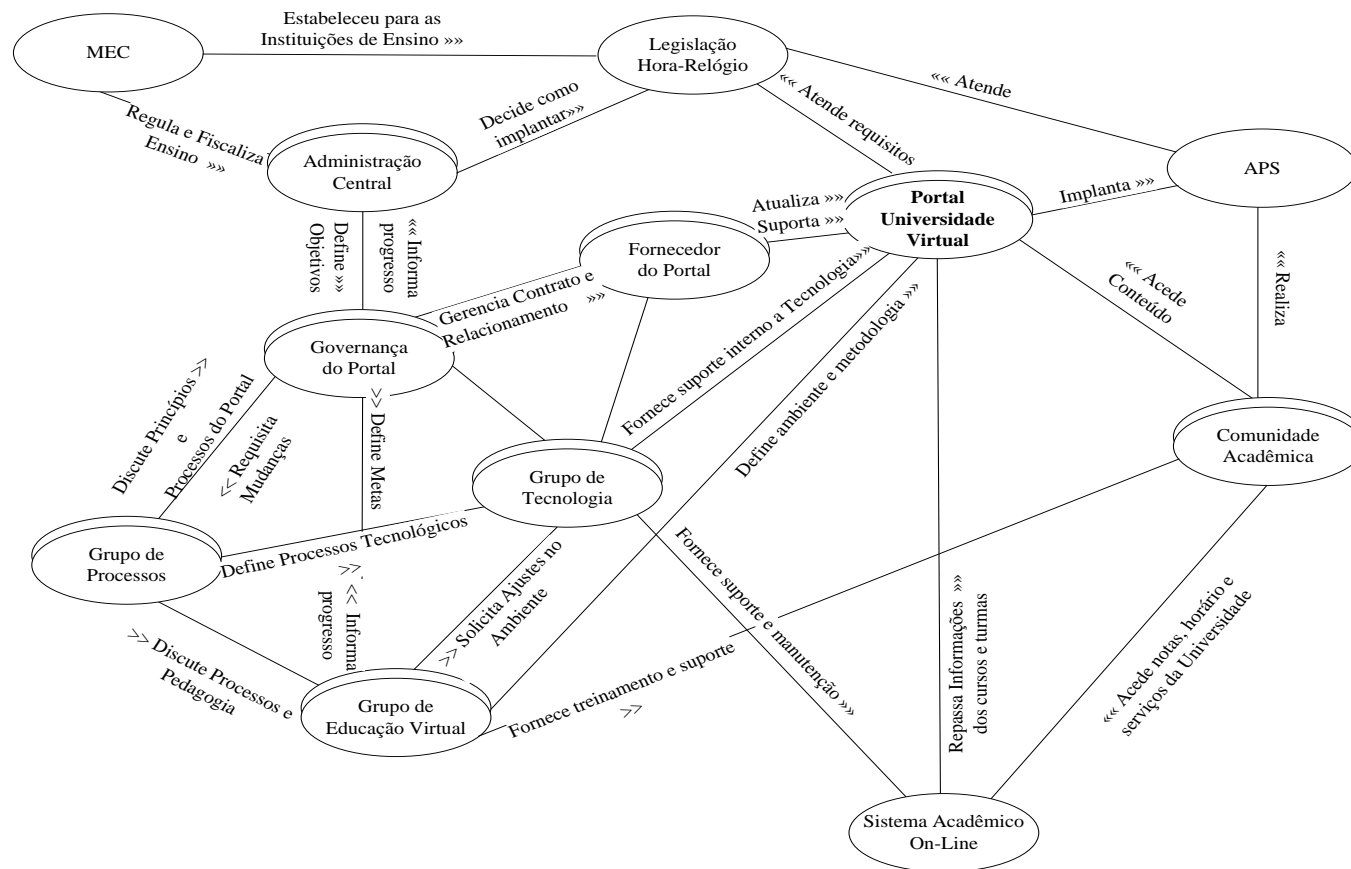 Estabeleceu para as
Instituições de Ensino »»
MEC
Legislação
Hora-Relógio
«« Atende
«« Atende requisitos
Decide como
implantar»»
Regula e Fiscaliza
Ensino »»
Administração
Central
APS
Implanta »»
Portal
Universidade
Virtual
Atualiza »»
Suporta »»
Fornecedor
do Portal
Define »»
Objetivos
«« Informa
progresso
Gerencia Contrato e
Relacionamento »»
«« Acede
Conteúdo
«« Realiza
Governança
do Portal
Fornece suporte interno a Tecnologia»»
Define ambiente e metodologia »»
Discute Princípios >>
e
Processos do Portal
<< Requisita
Mudanças
>> Define Metas
Comunidade
Acadêmica
Grupo de
Tecnologia
Grupo de
Processos
Define Processos Tecnológicos
>>
<< Informa
progresso
>> Solicita Ajustes no
Ambiente
Fornece suporte e manutenção »»
>> Discute Processos e
Pedagogia
Grupo de
Educação Virtual
Fornece treinamento e suporte
>>
Repassa Informações »»
dos cursos e turmas
«« Acede notas, horário e
serviços da Universidade
Sistema Acadêmico
On-Line